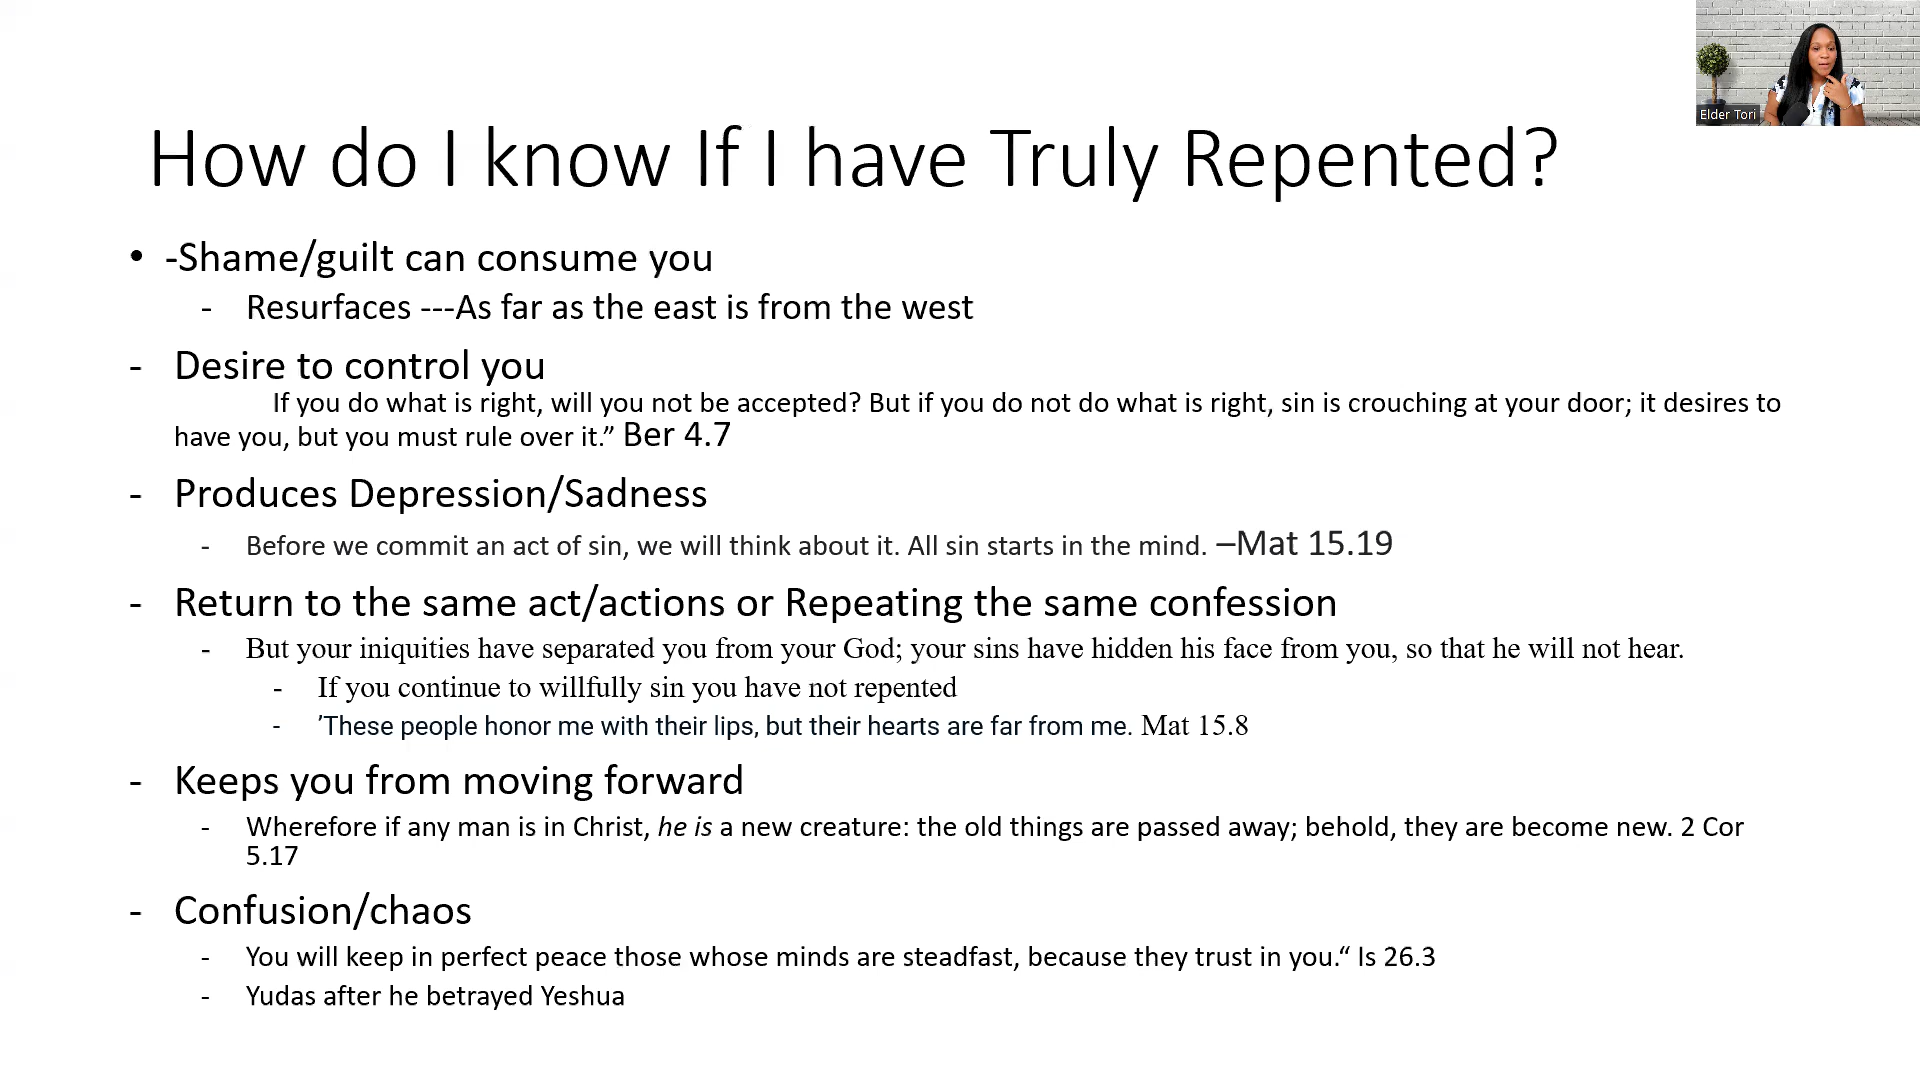 Elder Tori
How do I know If I have Truly Repented?
• -Shame/guilt can consume you
- Resurfaces ---As far as the east is from the west
- Desire to control you
If you do what is right, will you not be accepted? But if you do not do what is right, sin is crouching at your door; it desires to
have you, but you must rule over it.” Ber 4.7
- Produces Depression/Sadness
- Before we commit an act of sin, we will think about it. All sin starts in the mind. –Mat 15.19
- Return to the same act/actions or Repeating the same confession
- But your iniquities have separated you from your God; your sins have hidden his face from you, so that he will not hear.
- If you continue to willfully sin you have not repented
- ’These people honor me with their lips, but their hearts are far from me. Mat 15.8
- Keeps you from moving forward
- Wherefore if any man is in Christ, he is a new creature: the old things are passed away; behold, they are become new. 2 Cor
5.17
- Confusion/chaos
- You will keep in perfect peace those whose minds are steadfast, because they trust in you.“ Is 26.3
- Yudas after he betrayed Yeshua